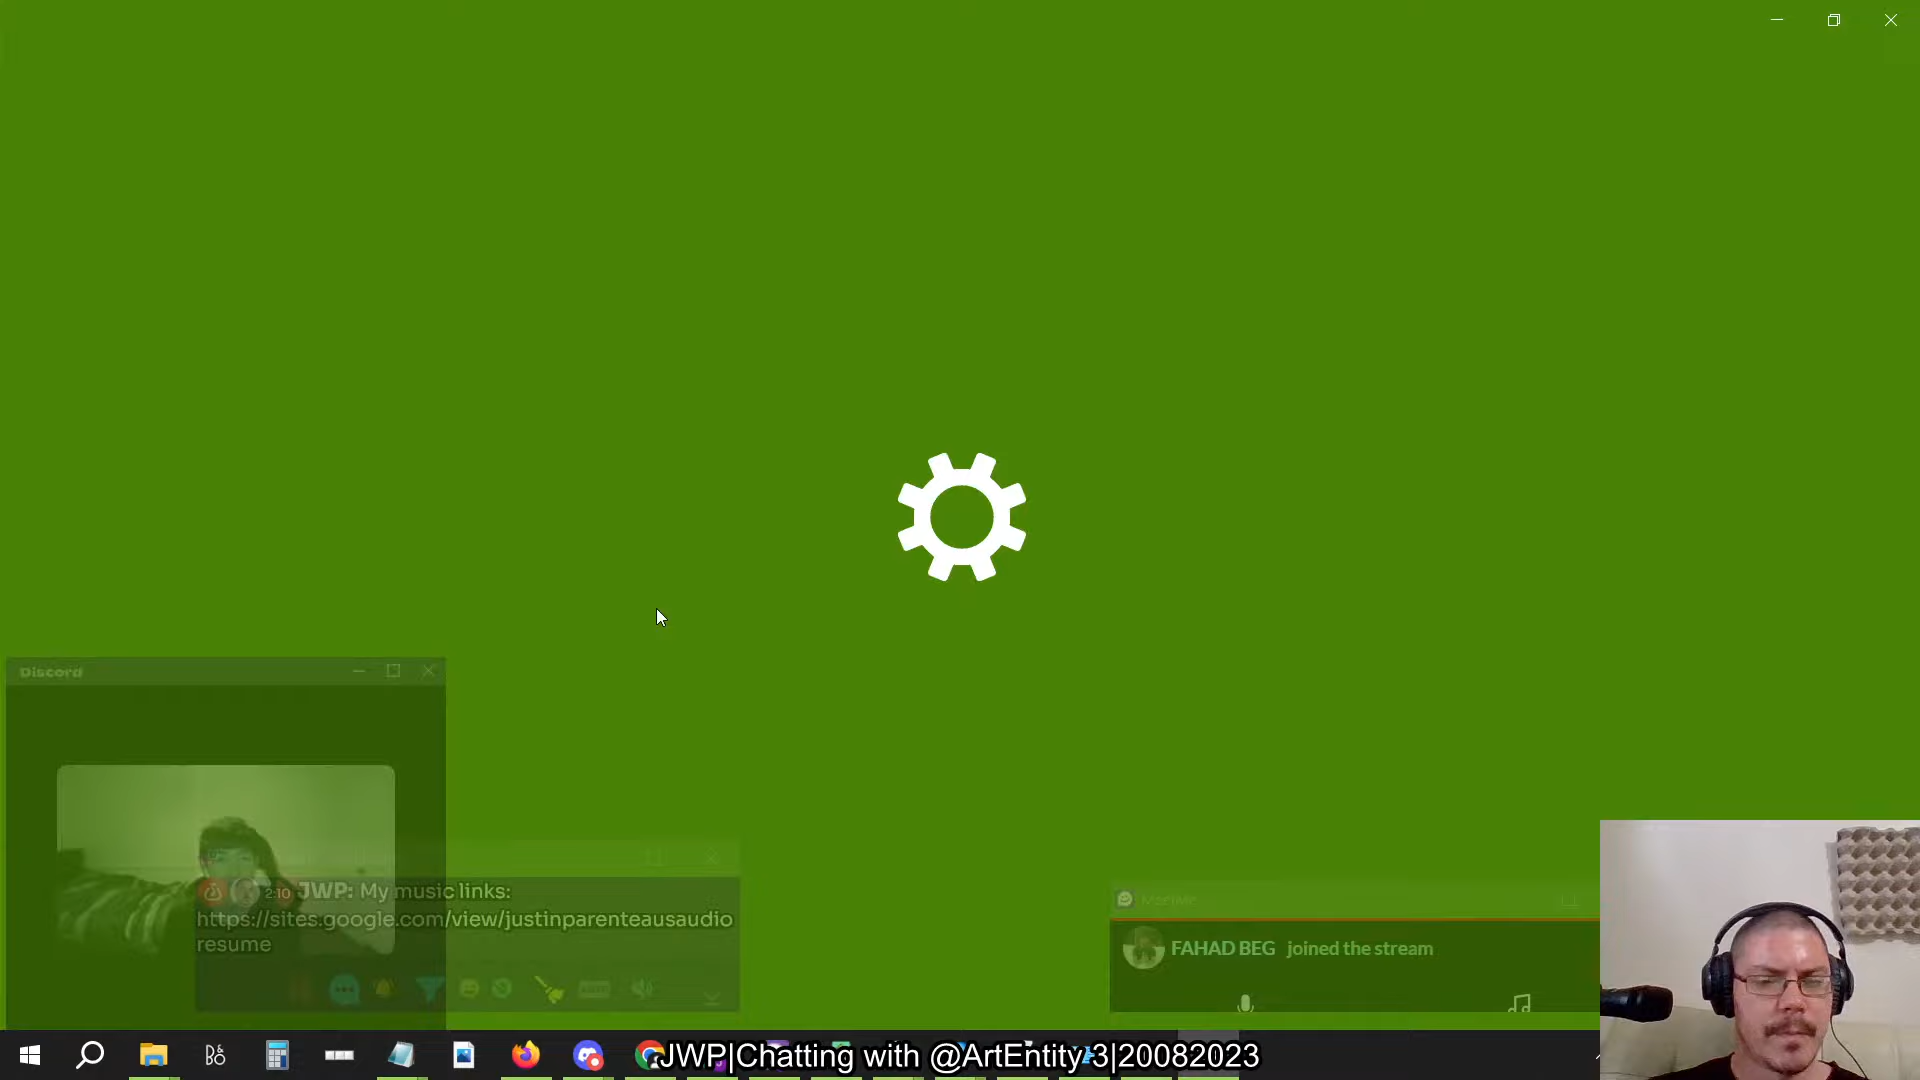 Discord
2:10 JWP: My music links:
https://sites.google.com/view/justinparenteausaudio
resume
FAHAD BEG joined the stream
JWP|Chatting with @ArtEntity 3|20082023